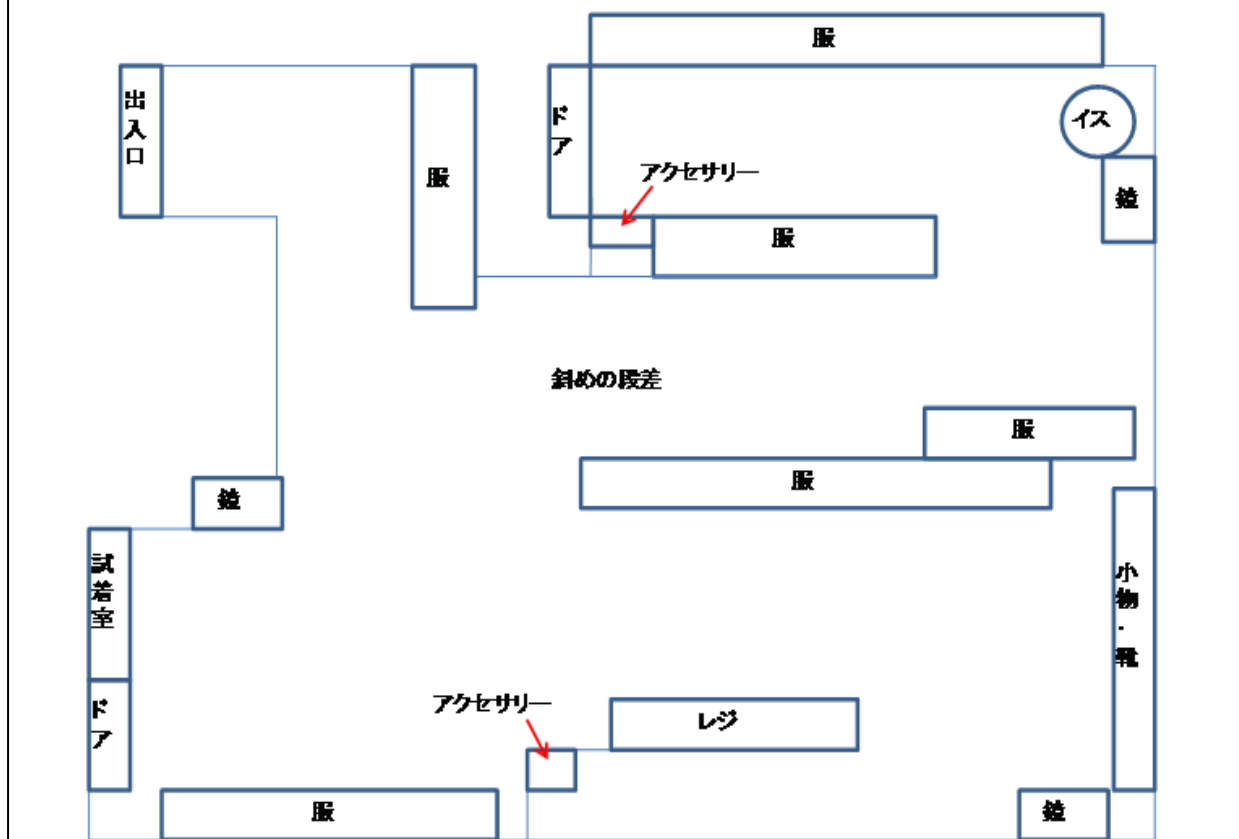 服
出入口
ドア
イス
服
アクセサリー
鏡
服
斜めの段差
服
服
鏡
試着室
小物・靴
ドア
アクセサリー
レジ
服
鏡